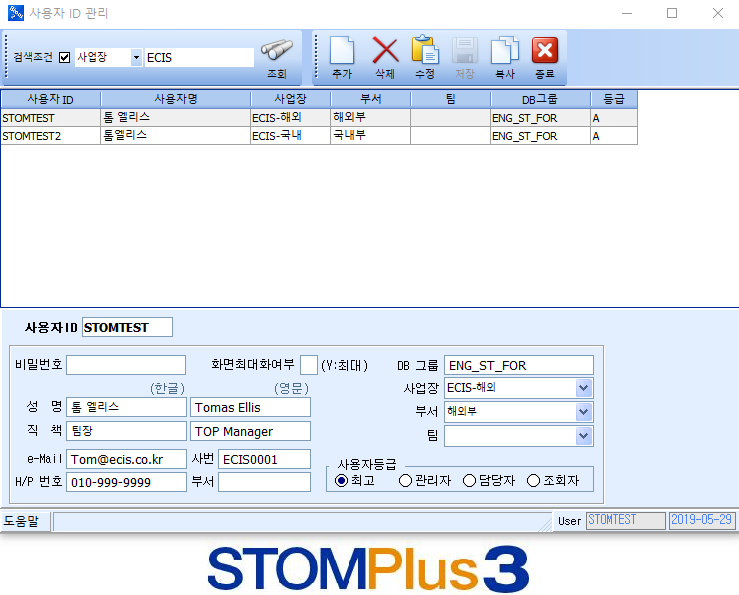 사용자 ID 관리
검색조건 사업장 ECIS 조회 추가 삭제 수정 저장 복사 종료
사용자 ID 사용자명 사업장 부서 팀 DB그룹 등급
STOMTEST 톰 엘리스 ECIS-해외 해외부 ENG_ST_FOR A
STOMTEST2 톰엘리스 ECIS-국내 국내부 ENG_ST_FOR A
사용자ID STOMTEST
비밀번호 화면최대화여부 (Y:최대) DB 그룹 ENG_ST_FOR
(한글) (영문) 사업장 ECIS-해외
성 명 톰 엘리스 Tomas Ellis 부서 해외부
직 책 팀장 TOP Manager 팀
e-Mail Tom@ecis.co.kr 사번 ECIS0001 사용자등급
H/P 번호 010-999-9999 부서 최고 관리자 담당자 조회자
도움말 User STOMTEST 2019-05-29
STOMPlus3